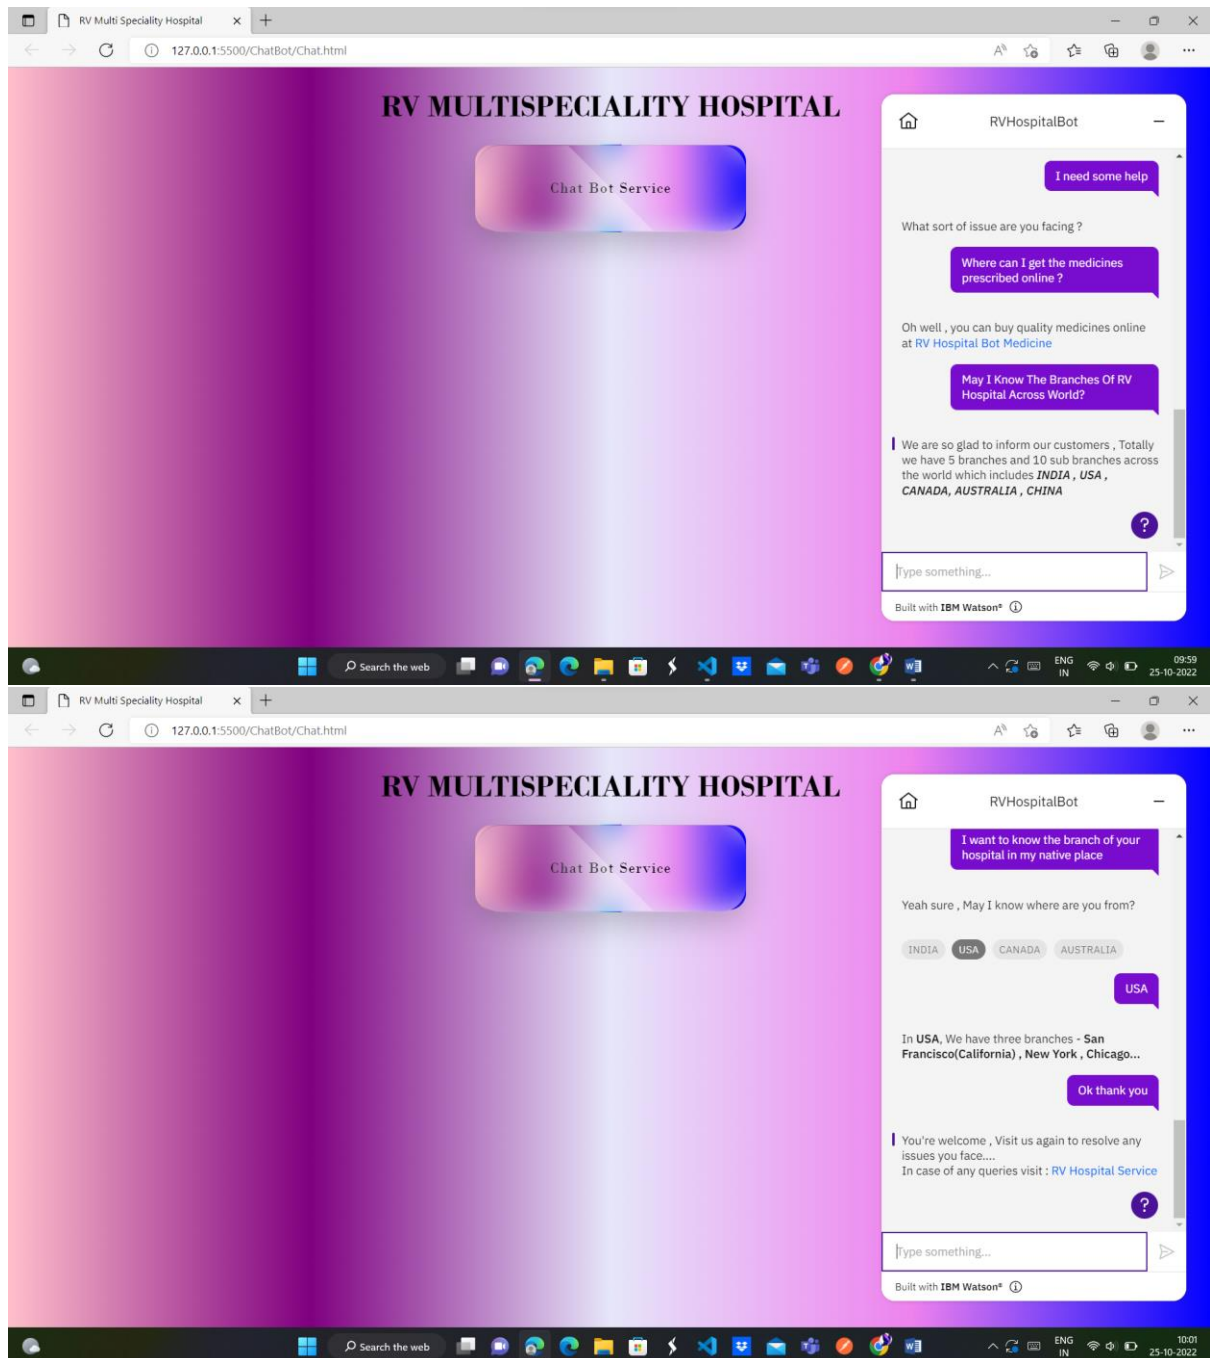 RV Multi Speciality Hospital
127.0.0.1:5500/ChatBot/Chat.html
RV MULTISPECIALITY HOSPITAL
Chat Bot Service
RVHospitalBot
I need some help
What sort of issue are you facing ?
Where can I get the medicines
prescribed online ?
Oh well , you can buy quality medicines online
at RV Hospital Bot Medicine
May I Know The Branches Of RV
Hospital Across World?
We are so glad to inform our customers , Totally
we have 5 branches and 10 sub branches across
the world which includes INDIA , USA ,
CANADA, AUSTRALIA , CHINA
?
Type something...
Built with IBM Watson®
Search the web
ENG
IN
09:59
25-10-2022
RV Multi Speciality Hospital
127.0.0.1:5500/ChatBot/Chat.html
RV MULTISPECIALITY HOSPITAL
Chat Bot Service
RVHospitalBot
I want to know the branch of your
hospital in my native place
Yeah sure , May I know where are you from?
INDIA USA CANADA AUSTRALIA
USA
In USA, We have three branches - San
Francisco(California) , New York , Chicago...
Ok thank you
You're welcome , Visit us again to resolve any
issues you face....
In case of any queries visit : RV Hospital Service
?
Type something...
Built with IBM Watson®
Search the web
ENG
IN
10:01
25-10-2022